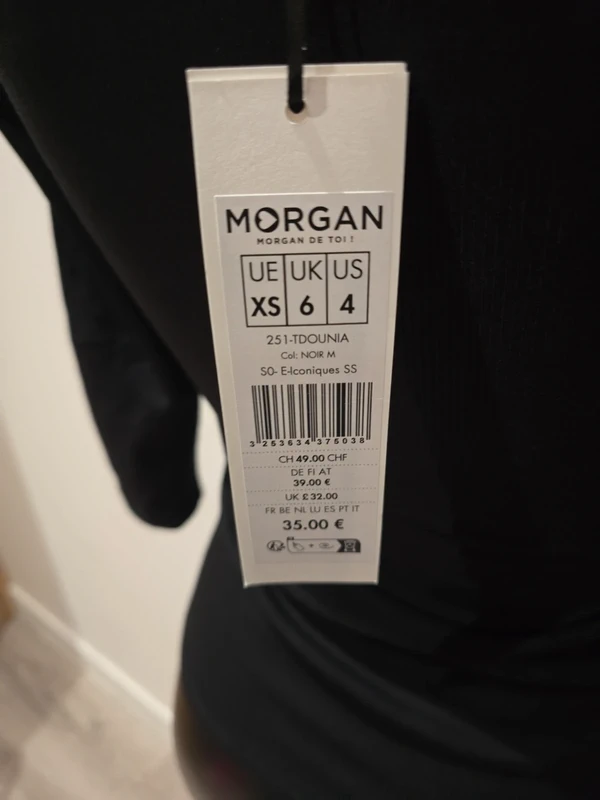 MORGAN
MORGAN DE TOI !
UE UK US
XS 6 4
251-TDOUNIA
Col: NOIR M
S0- E-Iconiques SS
3 253634 375038
CH 49.00 CHF
DE FI AT
39.00 €
UK £32.00
FR BE NL LU ES PT IT
35.00 €